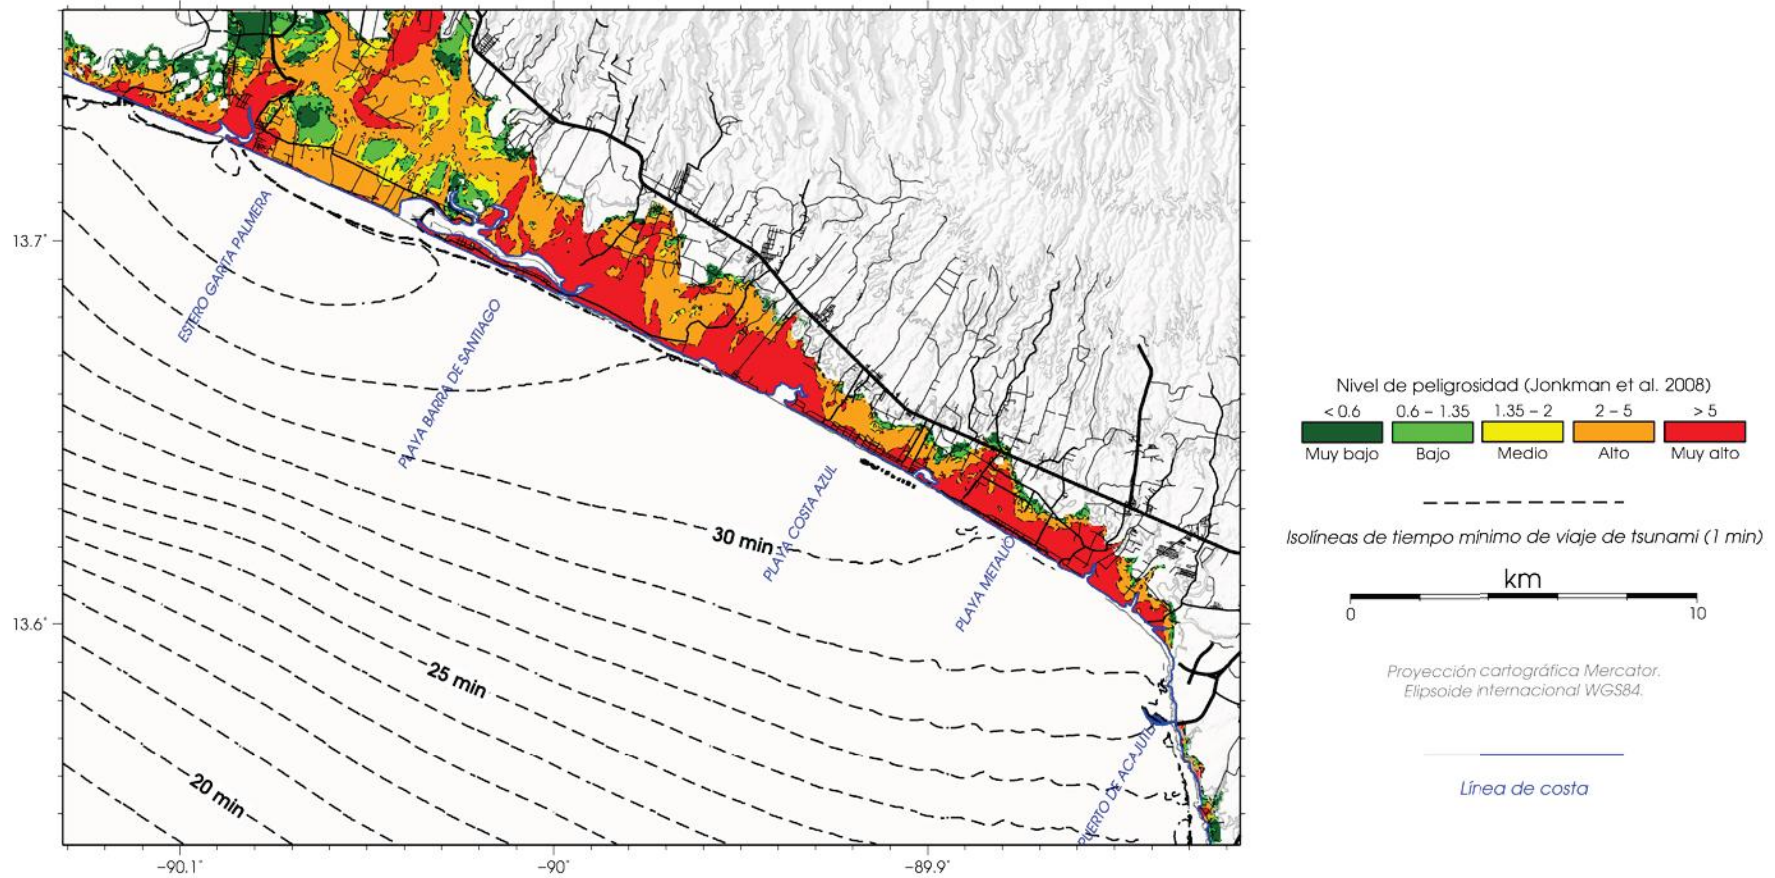 13.7°
13.6°
−90.1°
−90°
−89.9°
ESTERO GARITA PALMERA
PLAYA BARRA DE SANTIAGO
PLAYA COSTA AZUL
PLAYA METALIO
PUERTO DE ACAJUTLA
30 min
25 min
20 min
Nivel de peligrosidad (Jonkman et al. 2008)
< 0.6 0.6 – 1.35 1.35 – 2 2 – 5 > 5
Muy bajo Bajo Medio Alto Muy alto
Isolíneas de tiempo mínimo de viaje de tsunami (1 min)
km
0 10
Proyección cartográfica Mercator.
Elipsoide internacional WGS84.
Línea de costa